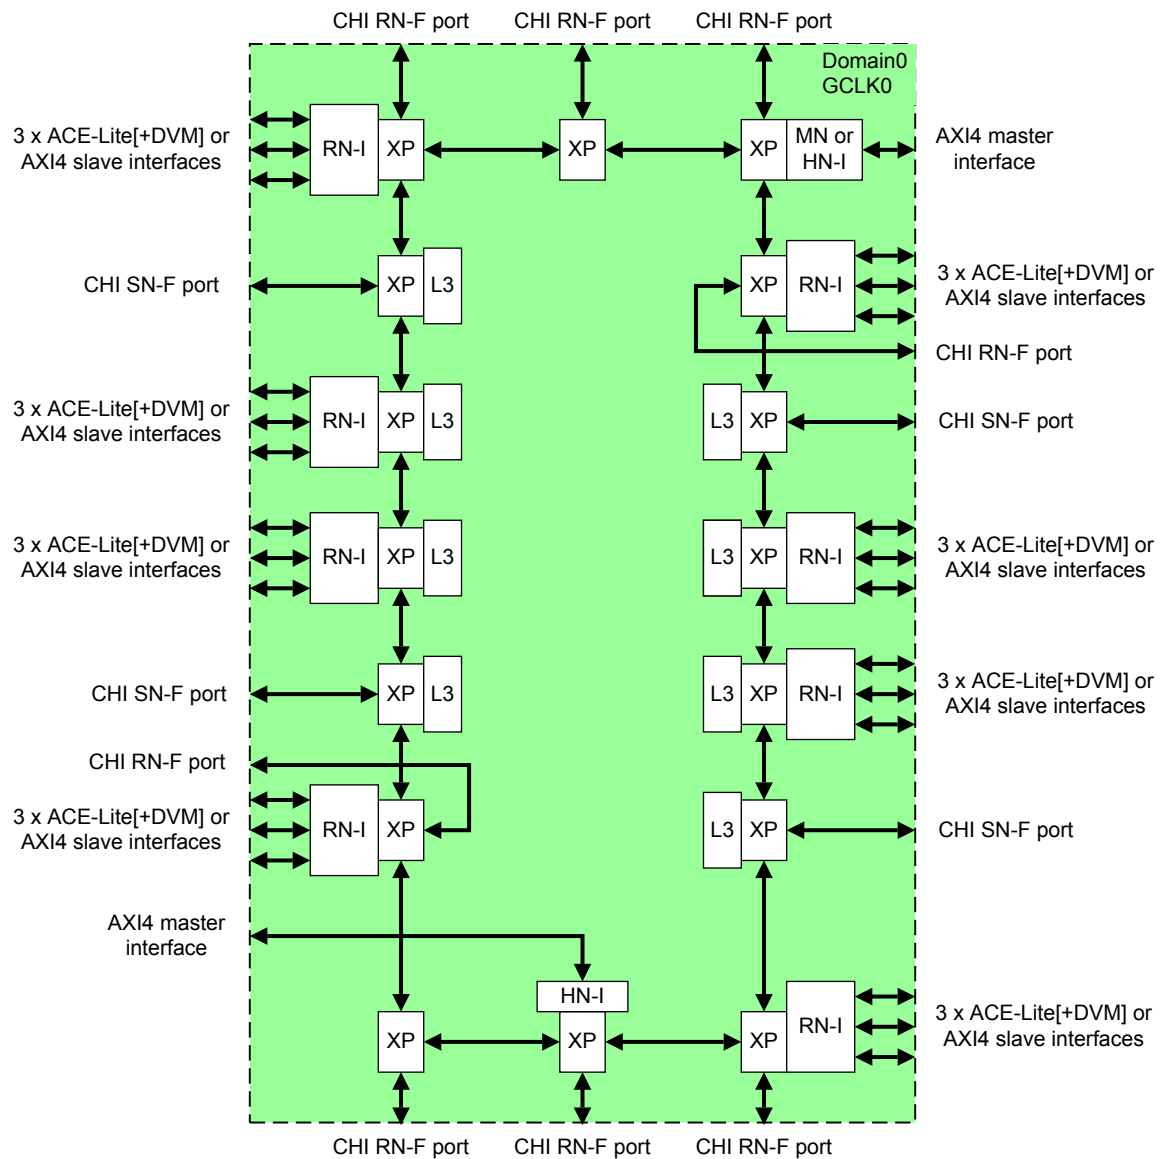 CHI RN-F port
CHI RN-F port
CHI RN-F port
Domain0
GCLK0
3 x ACE-Lite[+DVM] or
AXI4 slave interfaces
RN-I
XP
XP
XP
MN or
HN-I
AXI4 master
interface
CHI SN-F port
XP
L3
XP
RN-I
3 x ACE-Lite[+DVM] or
AXI4 slave interfaces
CHI RN-F port
3 x ACE-Lite[+DVM] or
AXI4 slave interfaces
RN-I
XP
L3
L3
XP
CHI SN-F port
3 x ACE-Lite[+DVM] or
AXI4 slave interfaces
RN-I
XP
L3
L3
XP
RN-I
3 x ACE-Lite[+DVM] or
AXI4 slave interfaces
CHI SN-F port
XP
L3
L3
XP
RN-I
3 x ACE-Lite[+DVM] or
AXI4 slave interfaces
CHI RN-F port
3 x ACE-Lite[+DVM] or
AXI4 slave interfaces
RN-I
XP
L3
XP
CHI SN-F port
AXI4 master
interface
HN-I
XP
XP
XP
RN-I
3 x ACE-Lite[+DVM] or
AXI4 slave interfaces
CHI RN-F port
CHI RN-F port
CHI RN-F port